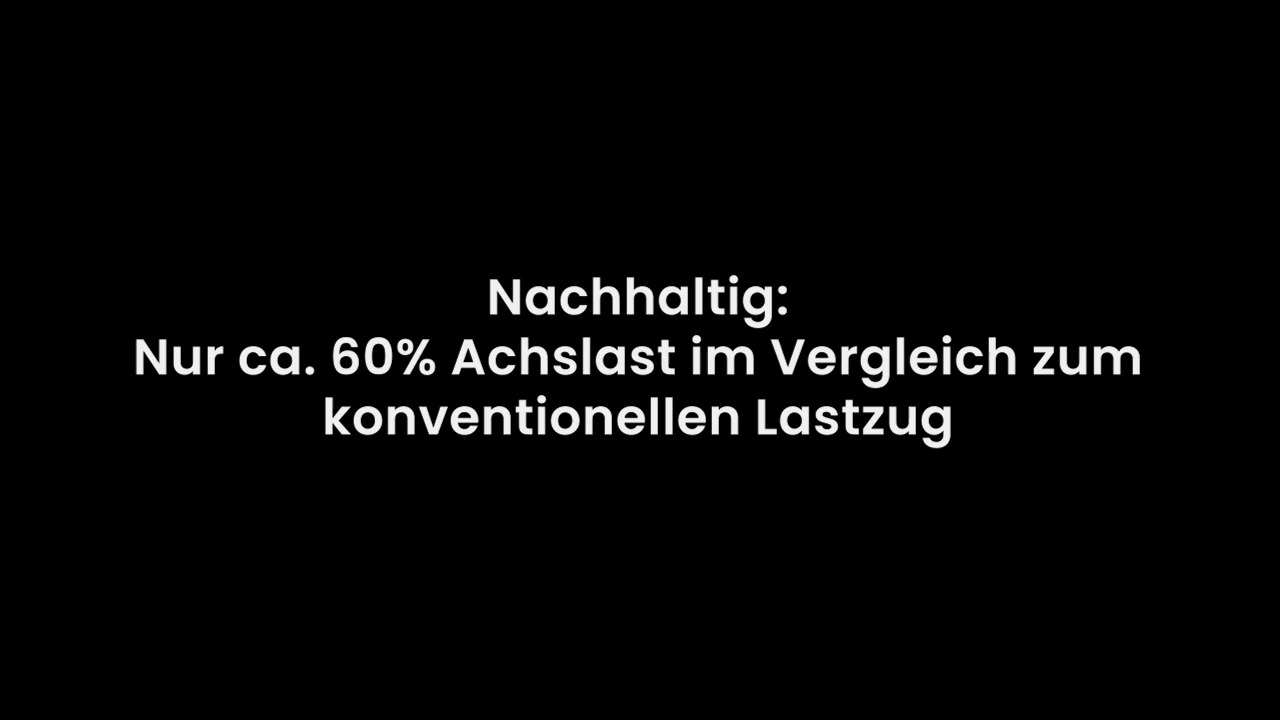 Nachhaltig:
Nur ca. 60% Achslast im Vergleich zum
konventionellen Lastzug